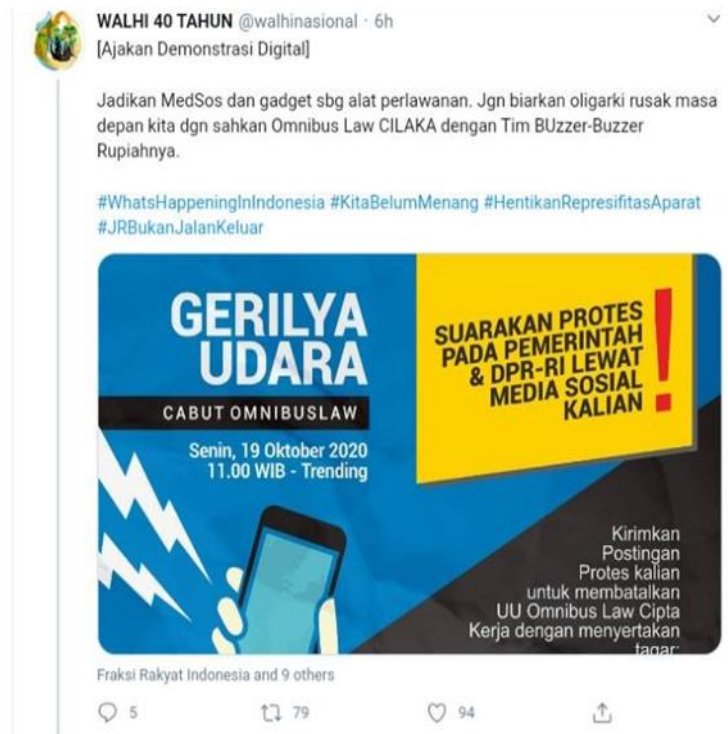 WALHI 40 TAHUN @walhinasional · 6h
[Ajakan Demonstrasi Digital]
Jadikan MedSos dan gadget sbg alat perlawanan. Jgn biarkan oligarki rusak masa
depan kita dgn sahkan Omnibus Law CILAKA dengan Tim BUzzer-Buzzer
Rupiahnya.
#WhatsHappeningInIndonesia #KitaBelumMenang #HentikanRepresifitasAparat
#JRBukanJalanKeluar
GERILYA
UDARA
CABUT OMNIBUSLAW
Senin, 19 Oktober 2020
11.00 WIB - Trending
SUARAKAN PROTES
PADA PEMERINTAH
& DPR-RI LEWAT
MEDIA SOSIAL
KALIAN !
Kirimkan
Postingan
Protes kalian
untuk membatalkan
UU Omnibus Law Cipta
Kerja dengan menyertakan
tagar:
Fraksi Rakyat Indonesia and 9 others
5 79 94